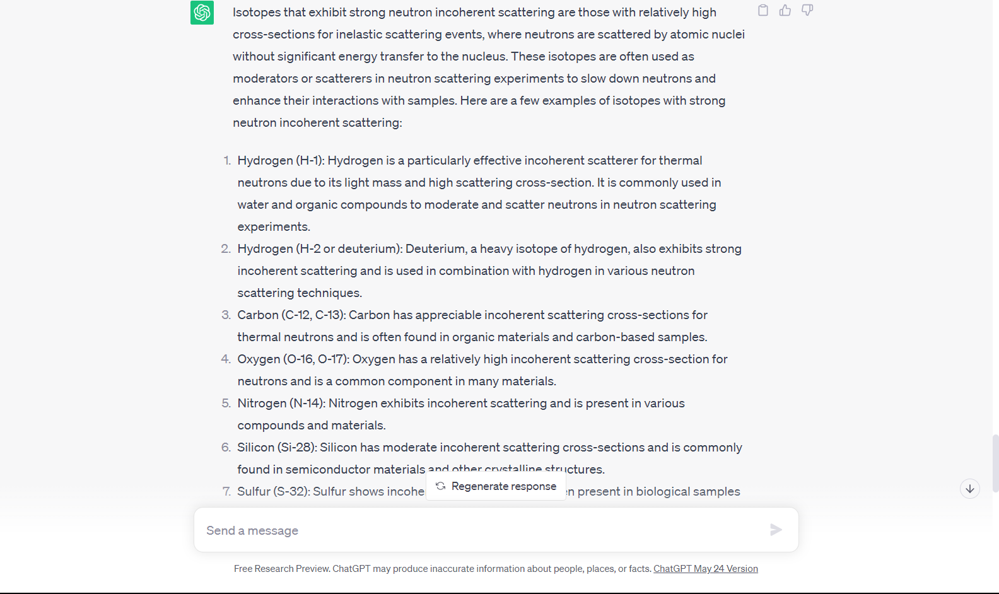 Isotopes that exhibit strong neutron incoherent scattering are those with relatively high
cross-sections for inelastic scattering events, where neutrons are scattered by atomic nuclei
without significant energy transfer to the nucleus. These isotopes are often used as
moderators or scatterers in neutron scattering experiments to slow down neutrons and
enhance their interactions with samples. Here are a few examples of isotopes with strong
neutron incoherent scattering:
1. Hydrogen (H-1): Hydrogen is a particularly effective incoherent scatterer for thermal
neutrons due to its light mass and high scattering cross-section. It is commonly used in
water and organic compounds to moderate and scatter neutrons in neutron scattering
experiments.
2. Hydrogen (H-2 or deuterium): Deuterium, a heavy isotope of hydrogen, also exhibits strong
incoherent scattering and is used in combination with hydrogen in various neutron
scattering techniques.
3. Carbon (C-12, C-13): Carbon has appreciable incoherent scattering cross-sections for
thermal neutrons and is often found in organic materials and carbon-based samples.
4. Oxygen (O-16, O-17): Oxygen has a relatively high incoherent scattering cross-section for
neutrons and is a common component in many materials.
5. Nitrogen (N-14): Nitrogen exhibits incoherent scattering and is present in various
compounds and materials.
6. Silicon (Si-28): Silicon has moderate incoherent scattering cross-sections and is commonly
found in semiconductor materials and other crystalline structures.
7. Sulfur (S-32): Sulfur shows present in biological samples
Regenerate response
Send a message
Free Research Preview. ChatGPT may produce inaccurate information about people, places, or facts. ChatGPT May 24 Version